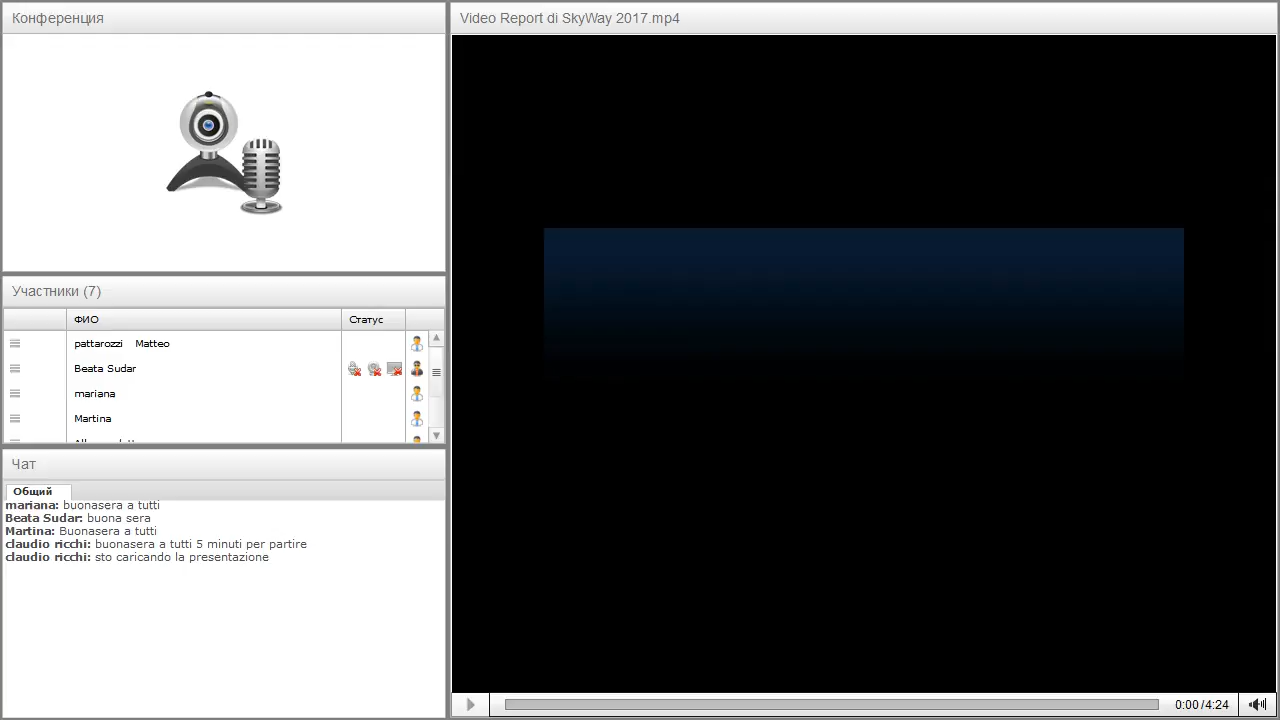 Конференция
Video Report di SkyWay 2017.mp4
Участники (7)
ФИО Статус
pattarozzi Matteo
Beata Sudar
mariana
Martina
Чат
Общий
mariana: buonasera a tutti
Beata Sudar: buona sera
Martina: Buonasera a tutti
claudio ricchi: buonasera a tutti 5 minuti per partire
claudio ricchi: sto caricando la presentazione
0:00/4:24